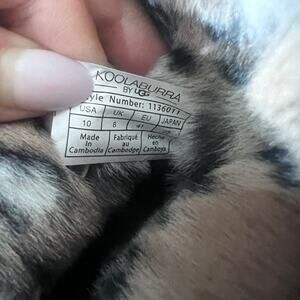 KOOLABURRA
BY UGG
Style Number: 1136077
USA UK EU JAPAN
10 8 41
Made Fabriqué Hecho
in au en
Cambodia Cambodge Camboya